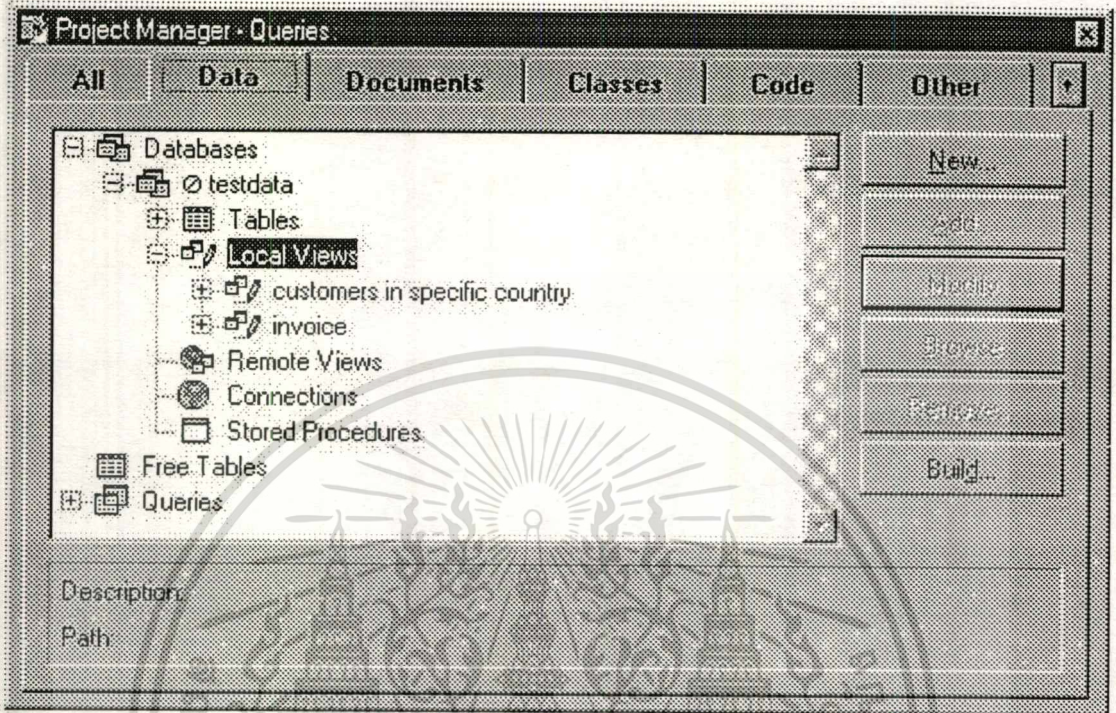 Project Manager - Queries
All Data Documents Classes Code Other
Databases
testdata
Tables
Local Views
customers in specific country
invoice
Remote Views
Connections
Stored Procedures
Free Tables
Queries
New...
Add...
Modify
Browse
Remove...
Build...
Description:
Path: